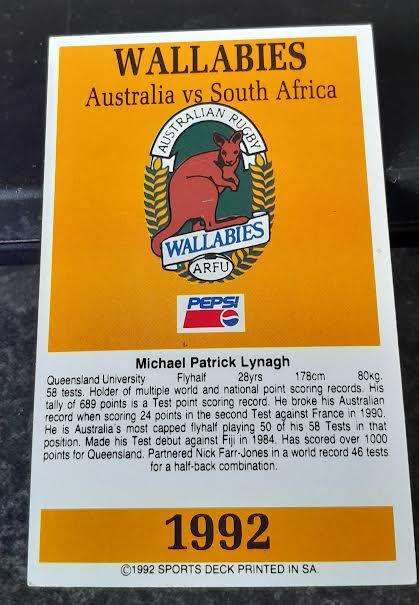 WALLABIES
Australia vs South Africa
AUSTRALIAN RUGBY
WALLABIES
ARFU
PEPSI
Michael Patrick Lynagh
Queensland University Flyhalf 28yrs 178cm 80kg.
58 tests. Holder of multiple world and national point scoring records. His
tally of 689 points is a Test point scoring record. He broke his Australian
record when scoring 24 points in the second Test against France in 1990.
He is Australia's most capped flyhalf playing 50 of his 58 Tests in that
position. Made his Test debut against Fiji in 1984. Has scored over 1000
points for Queensland. Partnered Nick Farr-Jones in a world record 46 tests
for a half-back combination.
1992
©1992 SPORTS DECK PRINTED IN SA.